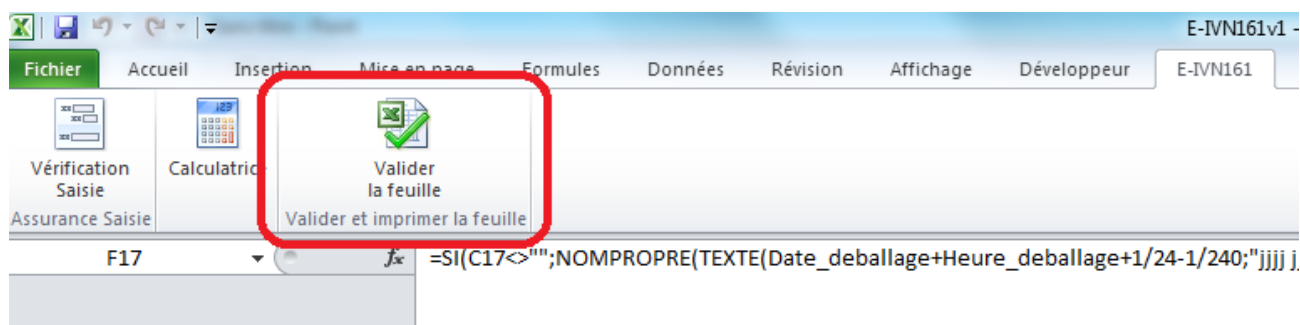 E-IVN161v1 -
Fichier Accueil Insertion Mise en page Formules Données Révision Affichage Développeur E-IVN161
Vérification Saisie
Calculatrice
Valider la feuille
Assurance Saisie
Valider et imprimer la feuille
F17 fx =SI(C17<>"";NOMPROPRE(TEXTE(Date_deballage+Heure_deballage+1/24-1/240;"jjjj j